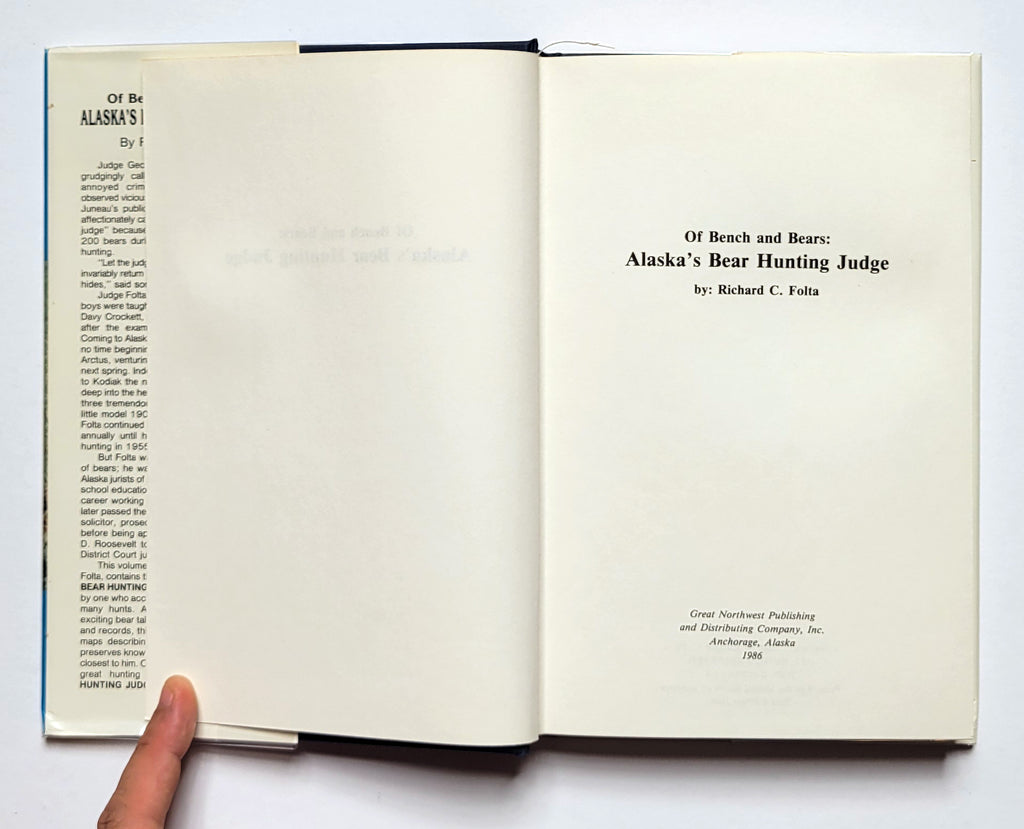 Of Be
ALASKA'S
By
Judge Geo
grudgingly call
annoyed crim
observed viciou
Juneau's public
affectionately ca
judge" because
200 bears duri
hunting.
"Let the judg
invariably return
hides," said so
Judge Folta
boys were taugh
Davy Crockett,
after the exam
Coming to Alask
no time beginnin
Arctus, venturin
next spring. Ind
to Kodiak the n
deep into the he
three tremendo
little model 190
Folta continued
annually until h
hunting in 1955
But Folta w
of bears; he wa
Alaska jurists of
school educatio
career working
later passed the
solicitor, prosec
before being ap
D. Roosevelt to
District Court ju
This volume
Folta, contains t
BEAR HUNTING
by one who acc
many hunts. A
exciting bear tal
and records, th
maps describin
preserves know
closest to him. O
great hunting
HUNTING JUDG
Of Bench and Bears:
Alaska's Bear Hunting Judge
by: Richard C. Folta
Great Northwest Publishing
and Distributing Company, Inc.
Anchorage, Alaska
1986